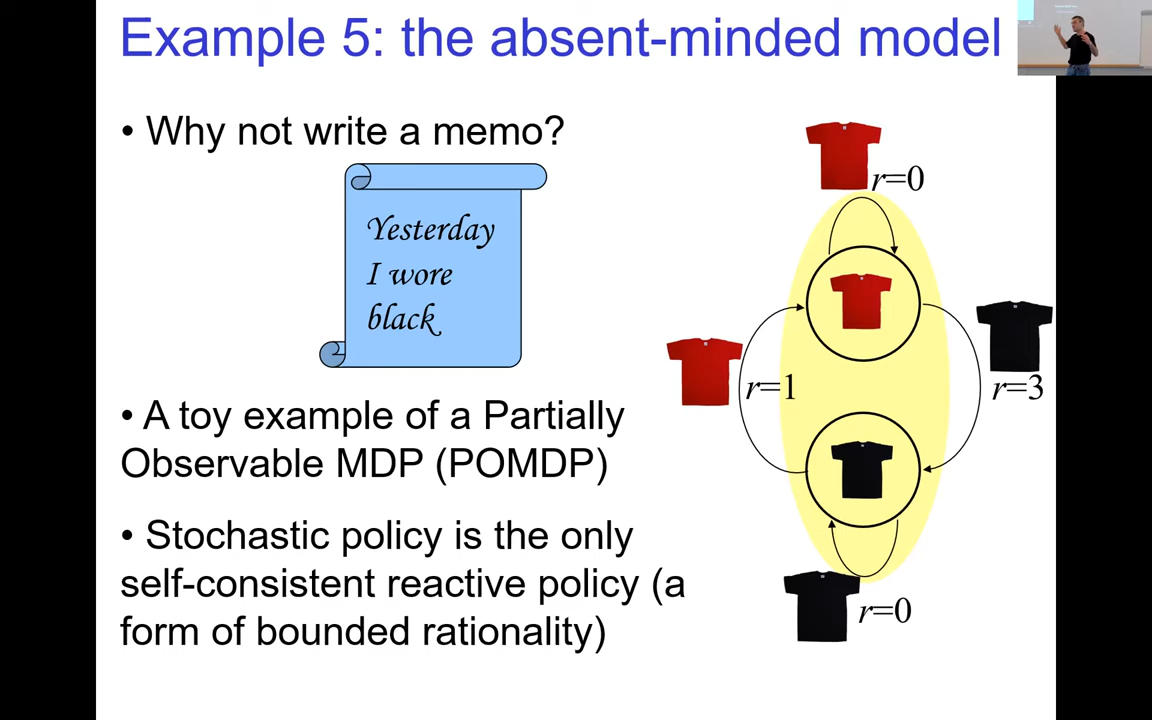 Example 5: the absent-minded model
• Why not write a memo?
Yesterday
I wore
black
• A toy example of a Partially
Observable MDP (POMDP)
• Stochastic policy is the only
self-consistent reactive policy (a
form of bounded rationality)
r=0
r=1
r=3
r=0